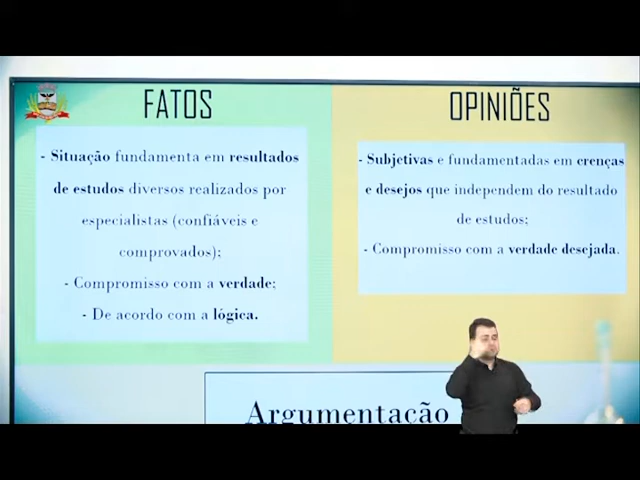 FATOS
- Situação fundamenta em resultados
de estudos diversos realizados por
especialistas (confiáveis e
comprovados);
- Compromisso com a verdade;
- De acordo com a lógica.
OPINIÕES
- Subjetivas e fundamentadas em crenças
e desejos que independem do resultado
de estudos;
- Compromisso com a verdade desejada.
Argumentação